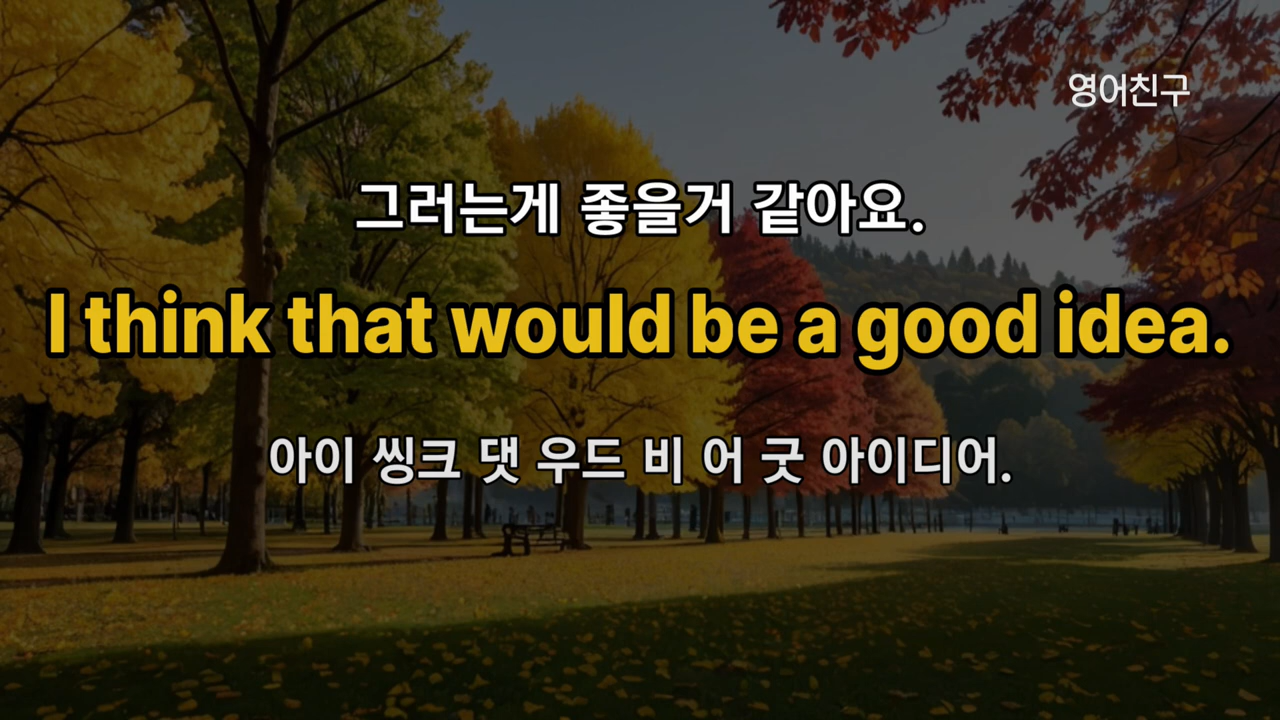 영어친구
그러는게 좋을거 같아요.
I think that would be a good idea.
아이 씽크 댓 우드 비 어 굿 아이디어.